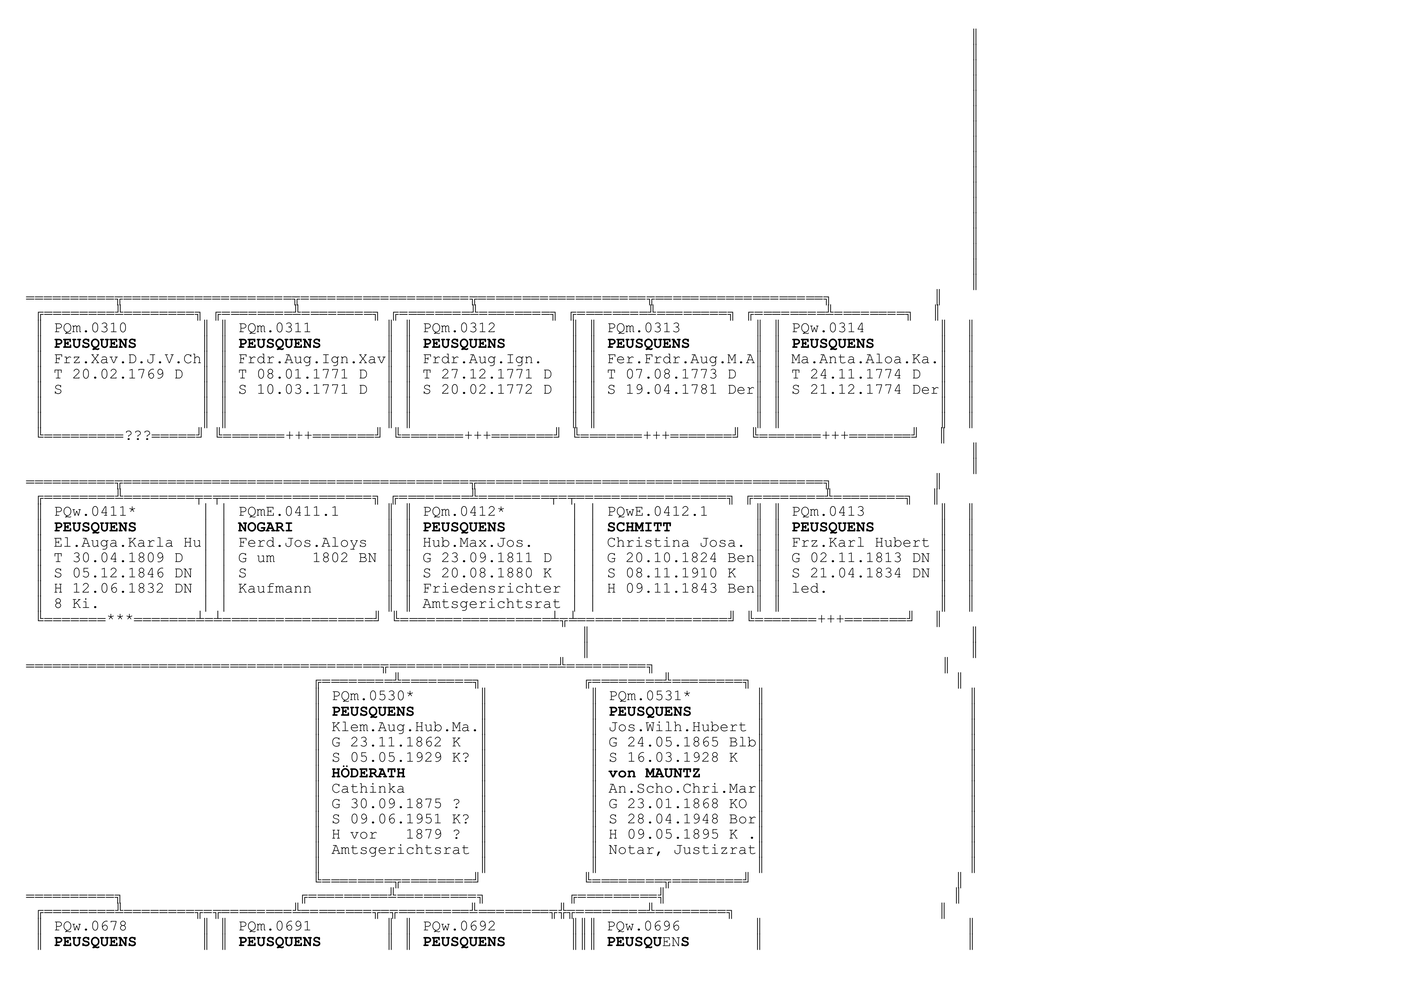 PQm.0310 PQm.0311 PQm.0312 PQm.0313 PQw.0314
PEUSQUENS PEUSQUENS PEUSQUENS PEUSQUENS PEUSQUENS
Frz.Xav.D.J.V.Ch Frdr.Aug.Ign.Xav Frdr.Aug.Ign. Fer.Frdr.Aug.M.A Ma.Anta.Aloa.Ka.
T 20.02.1769 D T 08.01.1771 D T 27.12.1771 D T 07.08.1773 D T 24.11.1774 D
S S 10.03.1771 D S 20.02.1772 D S 19.04.1781 Der S 21.12.1774 Der
??? +++ +++ +++ +++
PQw.0411* PQmE.0411.1 PQm.0412* PQwE.0412.1 PQm.0413
PEUSQUENS NOGARI PEUSQUENS SCHMITT PEUSQUENS
El.Auga.Karla Hu Ferd.Jos.Aloys Hub.Max.Jos. Christina Josa. Frz.Karl Hubert
T 30.04.1809 D G um 1802 BN G 23.09.1811 D G 20.10.1824 Ben G 02.11.1813 DN
S 05.12.1846 DN S S 20.08.1880 K S 08.11.1910 K S 21.04.1834 DN
H 12.06.1832 DN Kaufmann Friedensrichter H 09.11.1843 Ben led.
8 Ki. Amtsgerichtsrat
*** +++
PQm.0530* PQm.0531*
PEUSQUENS PEUSQUENS
Klem.Aug.Hub.Ma. Jos.Wilh.Hubert
G 23.11.1862 K G 24.05.1865 Blb
S 05.05.1929 K? S 16.03.1928 K
HÖDERATH von MAUNTZ
Cathinka An.Scho.Chri.Mar
G 30.09.1875 ? G 23.01.1868 KO
S 09.06.1951 K? S 28.04.1948 Bor
H vor 1879 ? H 09.05.1895 K .
Amtsgerichtsrat Notar, Justizrat
PQw.0678 PQm.0691 PQw.0692 PQw.0696
PEUSQUENS PEUSQUENS PEUSQUENS PEUSQUENS